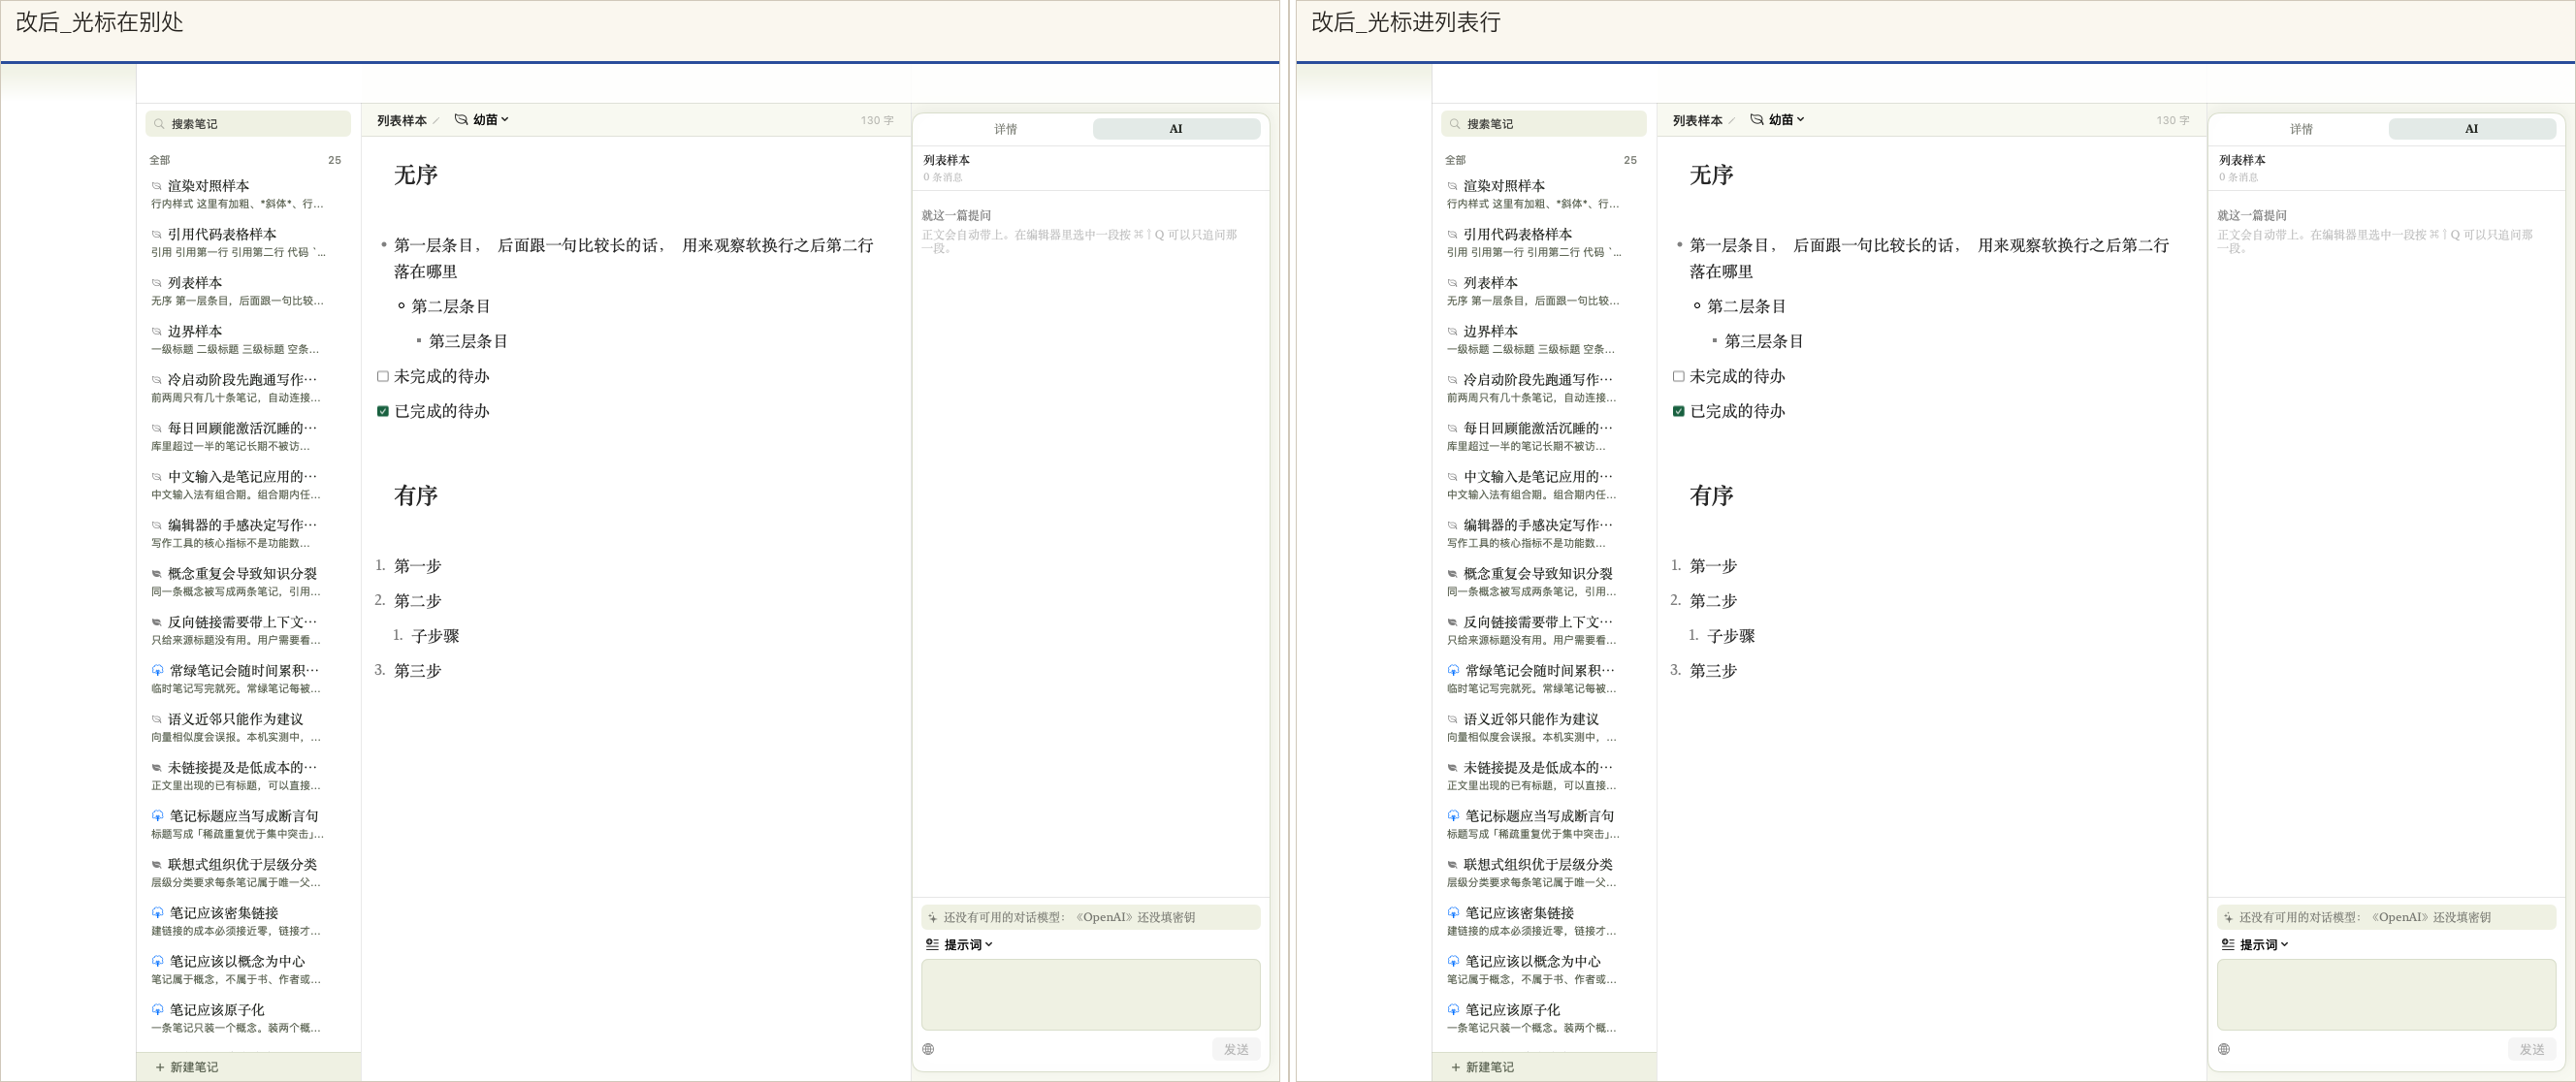 改后_光标在别处
搜索笔记
全部 25
渲染对照样本
行内样式 这里有加粗、*斜体*、行…
引用代码表格样本
引用 引用第一行 引用第二行 代码 `…
列表样本
无序 第一层条目，后面跟一句比较…
边界样本
一级标题 二级标题 三级标题 空条…
冷启动阶段先跑通写作…
前两周只有几十条笔记，自动连接…
每日回顾能激活沉睡的…
库里超过一半的笔记长期不被访…
中文输入是笔记应用的…
中文输入法有组合期。组合期内任…
编辑器的手感决定写作…
写作工具的核心指标不是功能数…
概念重复会导致知识分裂
同一条概念被写成两条笔记，引用…
反向链接需要带上下文…
只给来源标题没有用。用户需要看…
常绿笔记会随时间累积…
临时笔记写完就死。常绿笔记每被…
语义近邻只能作为建议
向量相似度会误报。本机实测中，…
未链接提及是低成本的…
正文里出现的已有标题，可以直接…
笔记标题应当写成断言句
标题写成「稀疏重复优于集中突击」…
联想式组织优于层级分类
层级分类要求每条笔记属于唯一父…
笔记应该密集链接
建链接的成本必须接近零，链接才…
笔记应该以概念为中心
笔记属于概念，不属于书、作者或…
笔记应该原子化
一条笔记只装一个概念。装两个概…
+ 新建笔记
列表样本 幼苗 130 字
无序
• 第一层条目， 后面跟一句比较长的话， 用来观察软换行之后第二行
落在哪里
第二层条目
第三层条目
未完成的待办
已完成的待办
有序
1. 第一步
2. 第二步
1. 子步骤
3. 第三步
详情 AI
列表样本
0 条消息
就这一篇提问
正文会自动带上。在编辑器里选中一段按 ⌘⇧Q 可以只追问那
一段。
还没有可用的对话模型：《OpenAI》还没填密钥
提示词
发送
改后_光标进列表行
搜索笔记
全部 25
渲染对照样本
行内样式 这里有加粗、*斜体*、行…
引用代码表格样本
引用 引用第一行 引用第二行 代码 `…
列表样本
无序 第一层条目，后面跟一句比较…
边界样本
一级标题 二级标题 三级标题 空条…
冷启动阶段先跑通写作…
前两周只有几十条笔记，自动连接…
每日回顾能激活沉睡的…
库里超过一半的笔记长期不被访…
中文输入是笔记应用的…
中文输入法有组合期。组合期内任…
编辑器的手感决定写作…
写作工具的核心指标不是功能数…
概念重复会导致知识分裂
同一条概念被写成两条笔记，引用…
反向链接需要带上下文…
只给来源标题没有用。用户需要看…
常绿笔记会随时间累积…
临时笔记写完就死。常绿笔记每被…
语义近邻只能作为建议
向量相似度会误报。本机实测中，…
未链接提及是低成本的…
正文里出现的已有标题，可以直接…
笔记标题应当写成断言句
标题写成「稀疏重复优于集中突击」…
联想式组织优于层级分类
层级分类要求每条笔记属于唯一父…
笔记应该密集链接
建链接的成本必须接近零，链接才…
笔记应该以概念为中心
笔记属于概念，不属于书、作者或…
笔记应该原子化
一条笔记只装一个概念。装两个概…
+ 新建笔记
列表样本 幼苗 130 字
无序
• 第一层条目， 后面跟一句比较长的话， 用来观察软换行之后第二行
落在哪里
第二层条目
第三层条目
未完成的待办
已完成的待办
有序
1. 第一步
2. 第二步
1. 子步骤
3. 第三步
详情 AI
列表样本
0 条消息
就这一篇提问
正文会自动带上。在编辑器里选中一段按 ⌘⇧Q 可以只追问那
一段。
还没有可用的对话模型：《OpenAI》还没填密钥
提示词
发送